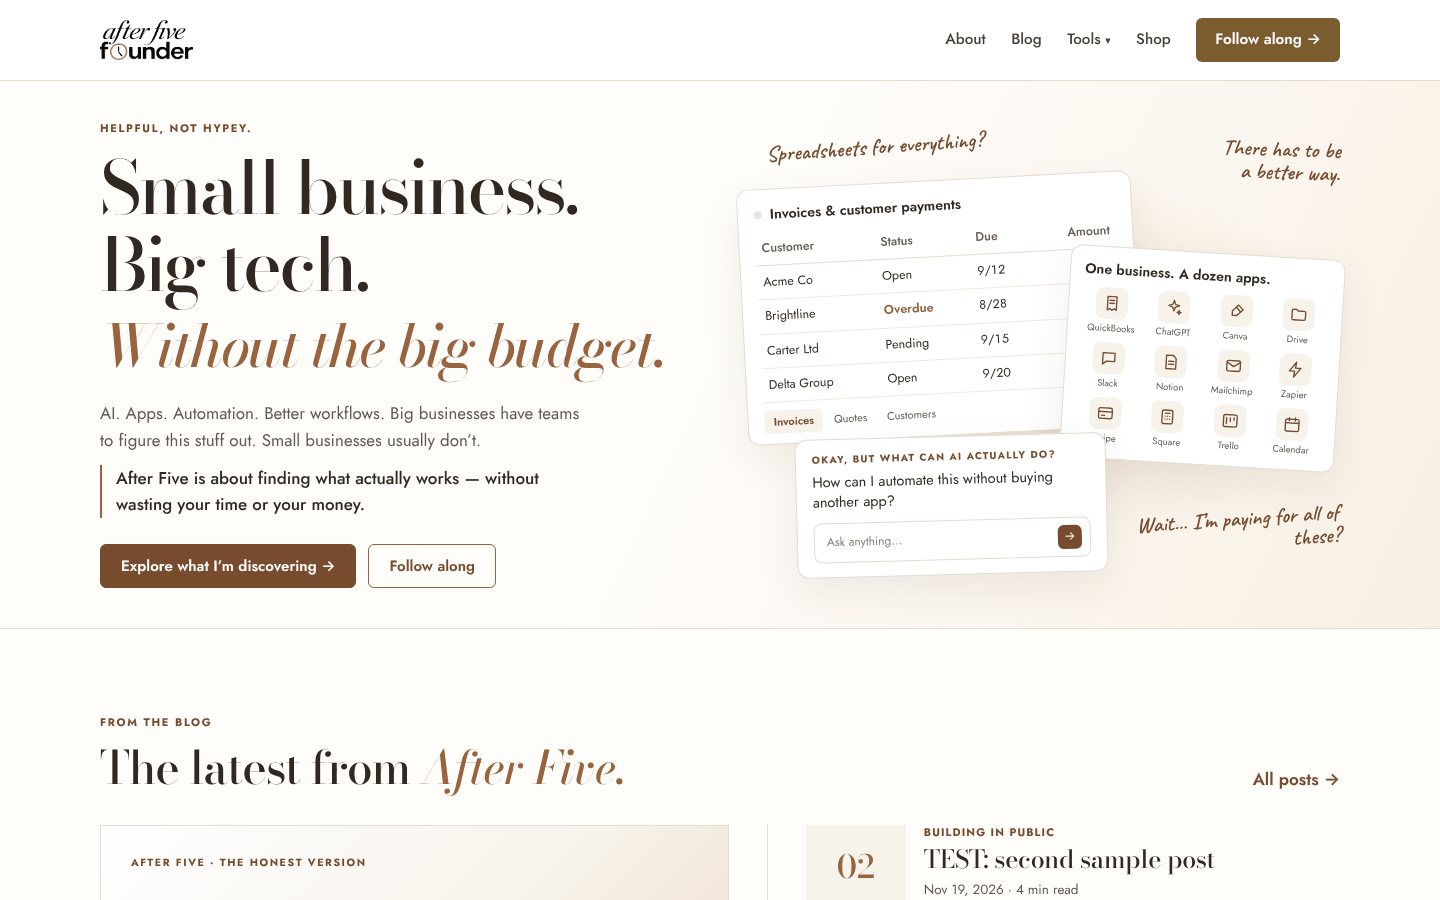 after five
founder
About
Blog
Tools ▾
Shop
Follow along →
HELPFUL, NOT HYPEY.
Small business.
Big tech.
Without the big budget.
AI. Apps. Automation. Better workflows. Big businesses have teams
to figure this stuff out. Small businesses usually don’t.
After Five is about finding what actually works — without
wasting your time or your money.
Explore what I’m discovering →
Follow along
Spreadsheets for everything?
There has to be
a better way.
Invoices & customer payments
Customer Status Due Amount
Acme Co Open 9/12
Brightline Overdue 8/28
Carter Ltd Pending 9/15
Delta Group Open 9/20
Invoices Quotes Customers
One business. A dozen apps.
QuickBooks ChatGPT Canva Drive
Slack Notion Mailchimp Zapier
Square Trello Calendar
OKAY, BUT WHAT CAN AI ACTUALLY DO?
How can I automate this without buying
another app?
Ask anything...
→
Wait... I’m paying for all of
these?
FROM THE BLOG
The latest from After Five.
All posts →
AFTER FIVE · THE HONEST VERSION
02
BUILDING IN PUBLIC
TEST: second sample post
Nov 19, 2026 · 4 min read